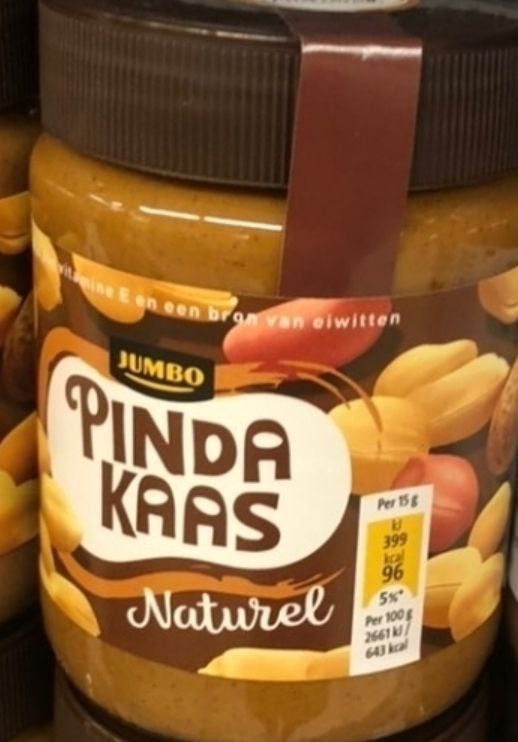 vitamine E en een bron van eiwitten
JUMBO
PINDA
KAAS
Naturel
Per 15 g
kJ
399
kcal
96
5%*
Per 100 g
2661 kJ /
643 kcal